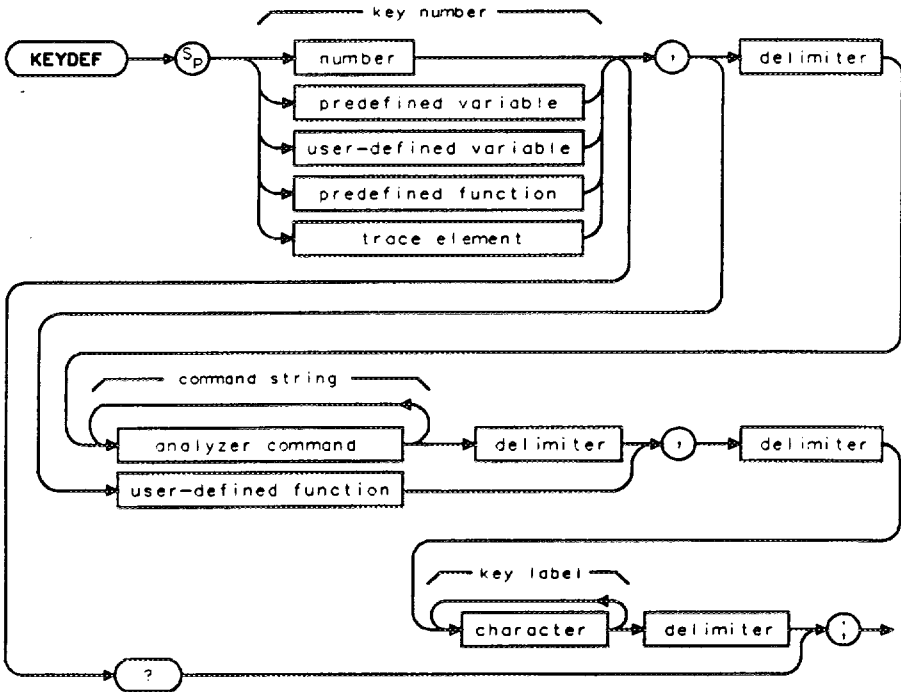 key number
KEYDEF
SP
number
,
delimiter
predefined variable
user-defined variable
predefined function
trace element
command string
analyzer command
delimiter
,
delimiter
user-defined function
key label
character
delimiter
;
?